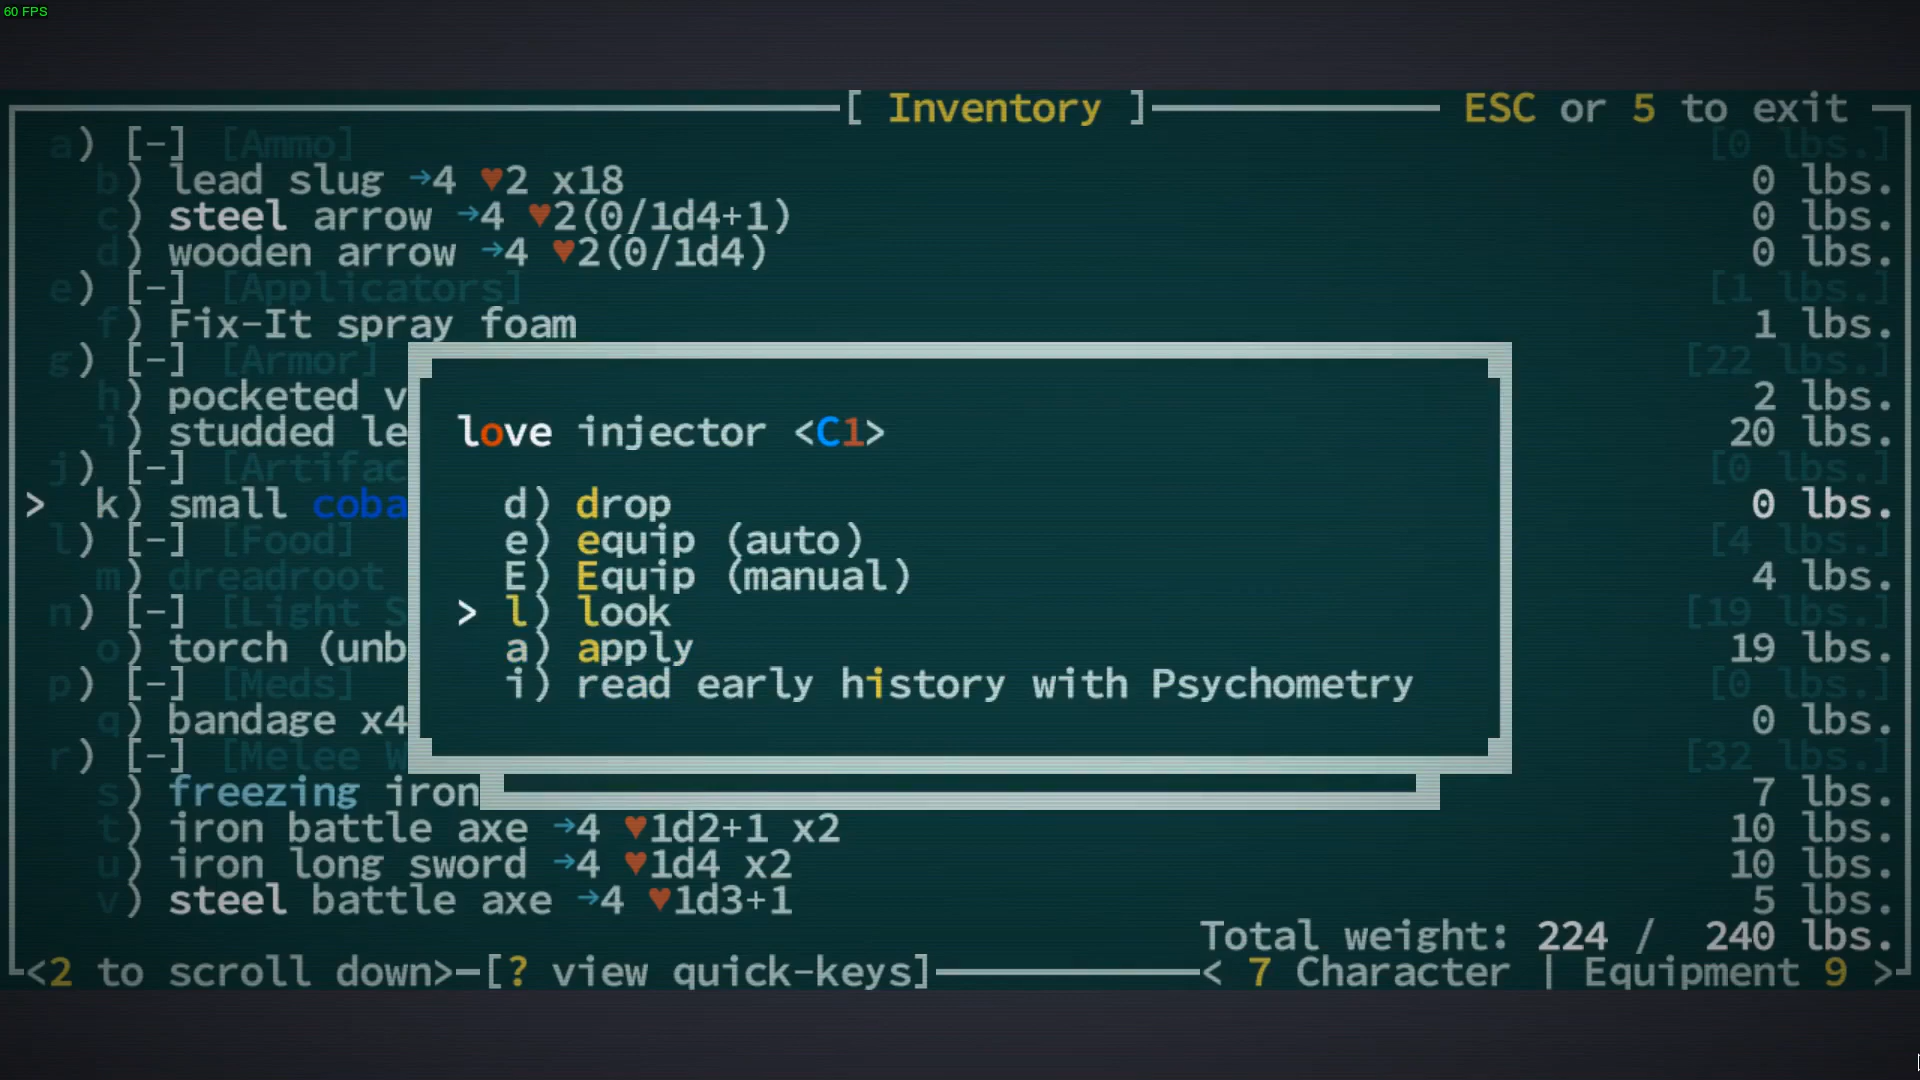 60 FPS
[ Inventory ] ESC or 5 to exit
a) [-] [Ammo] [0 lbs.]
b) lead slug →4 ♥2 x18 0 lbs.
c) steel arrow →4 ♥2(0/1d4+1) 0 lbs.
d) wooden arrow →4 ♥2(0/1d4) 0 lbs.
e) [-] [Applicators] [1 lbs.]
f) Fix-It spray foam 1 lbs.
g) [-] [Armor] [22 lbs.]
h) pocketed v 2 lbs.
i) studded le 20 lbs.
j) [-] [Artifac [0 lbs.]
> k) small coba 0 lbs.
l) [-] [Food] [4 lbs.]
m) dreadroot 4 lbs.
n) [-] [Light S [19 lbs.]
o) torch (unb 19 lbs.
p) [-] [Meds] [0 lbs.]
q) bandage x4 0 lbs.
r) [-] [Melee W [32 lbs.]
s) freezing iron 7 lbs.
t) iron battle axe →4 ♥1d2+1 x2 10 lbs.
u) iron long sword →4 ♥1d4 x2 10 lbs.
v) steel battle axe →4 ♥1d3+1 5 lbs.
love injector <C1>
d) drop
e) equip (auto)
E) Equip (manual)
> l) look
a) apply
i) read early history with Psychometry
Total weight: 224 / 240 lbs.
<2 to scroll down> [? view quick-keys] < 7 Character | Equipment 9 >